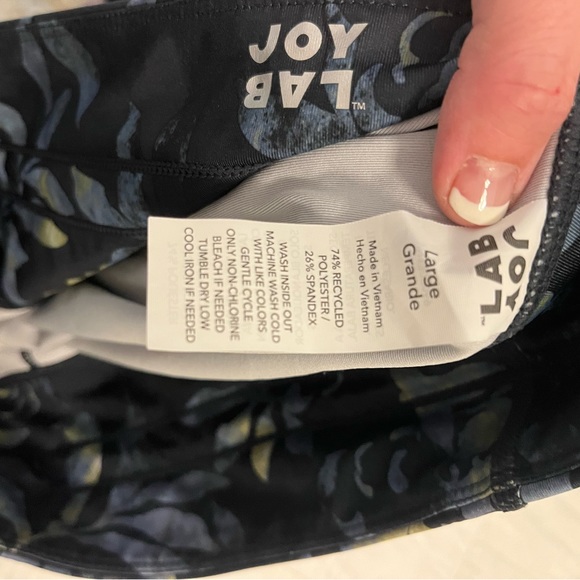 JOY
LAB™
JOY
LAB™
Large
Grande
Made in Vietnam
Hecho en Vietnam
74% RECYCLED
POLYESTER /
26% SPANDEX
WASH INSIDE OUT
MACHINE WASH COLD
WITH LIKE COLORS
GENTLE CYCLE
ONLY NON-CHLORINE
BLEACH IF NEEDED
TUMBLE DRY LOW
COOL IRON IF NEEDED